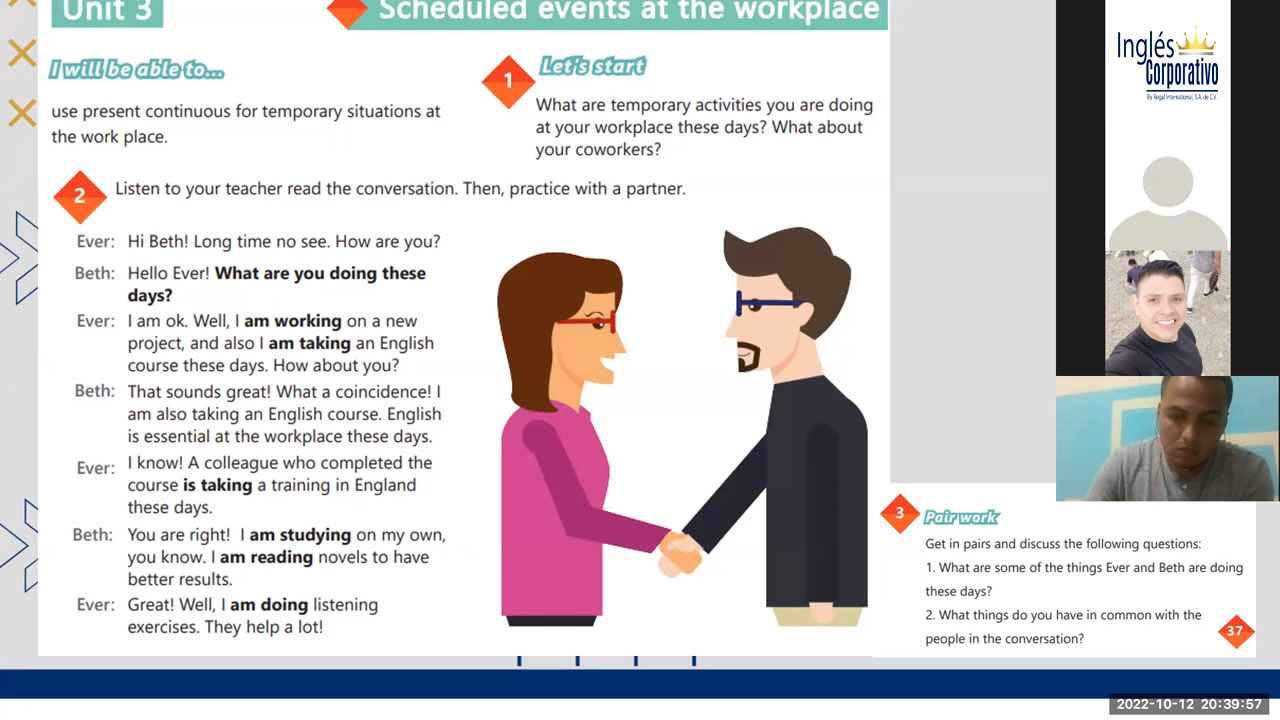 Unit 3
Scheduled events at the workplace
I will be able to...
use present continuous for temporary situations at
the work place.
1
Let's start
What are temporary activities you are doing
at your workplace these days? What about
your coworkers?
2
Listen to your teacher read the conversation. Then, practice with a partner.
Ever: Hi Beth! Long time no see. How are you?
Beth: Hello Ever! What are you doing these
days?
Ever: I am ok. Well, I am working on a new
project, and also I am taking an English
course these days. How about you?
Beth: That sounds great! What a coincidence! I
am also taking an English course. English
is essential at the workplace these days.
Ever: I know! A colleague who completed the
course is taking a training in England
these days.
Beth: You are right! I am studying on my own,
you know. I am reading novels to have
better results.
Ever: Great! Well, I am doing listening
exercises. They help a lot!
3
Pair work
Get in pairs and discuss the following questions:
1. What are some of the things Ever and Beth are doing
these days?
2. What things do you have in common with the
people in the conversation?
37
Inglés
Corporativo
By Regal International, S.A. de C.V.
2022-10-12 20:39:57